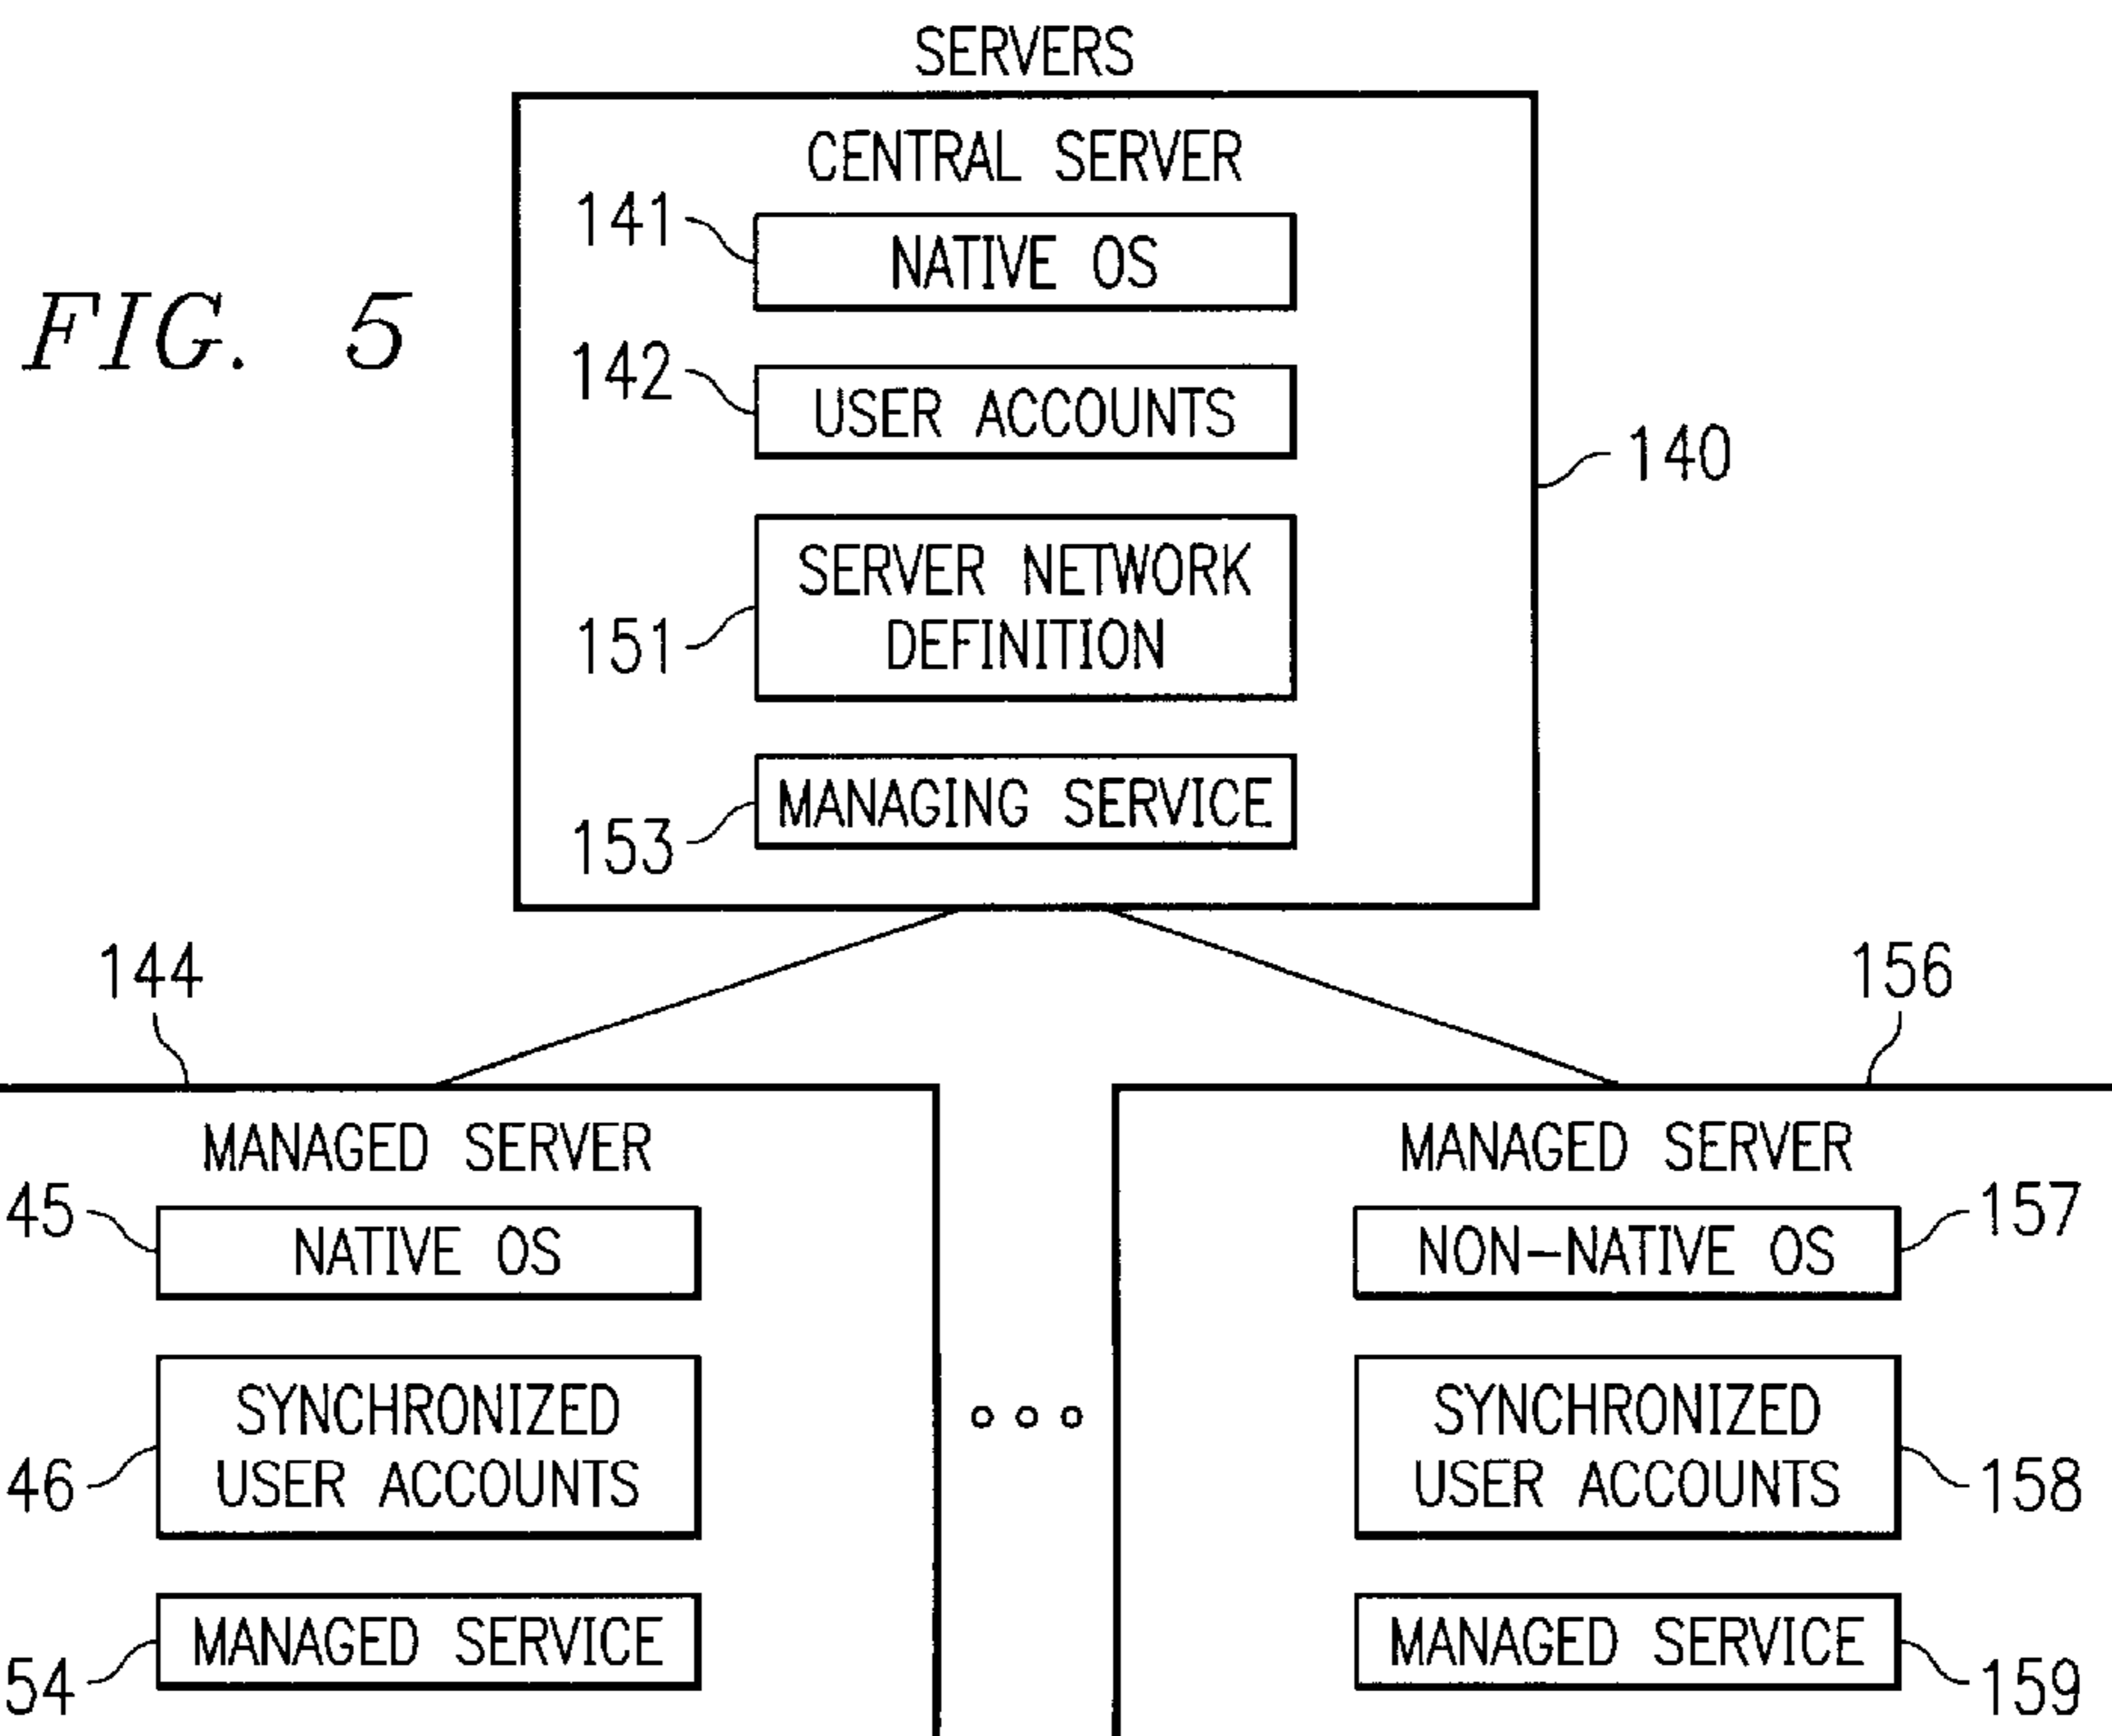 SERVERS
CENTRAL SERVER
141
NATIVE OS
FIG. 5
142
USER ACCOUNTS
140
SERVER NETWORK
DEFINITION
151
MANAGING SERVICE
153
144
156
MANAGED SERVER
45
NATIVE OS
SYNCHRONIZED
USER ACCOUNTS
46
MANAGED SERVICE
54
MANAGED SERVER
NON-NATIVE OS
157
SYNCHRONIZED
USER ACCOUNTS
158
MANAGED SERVICE
159